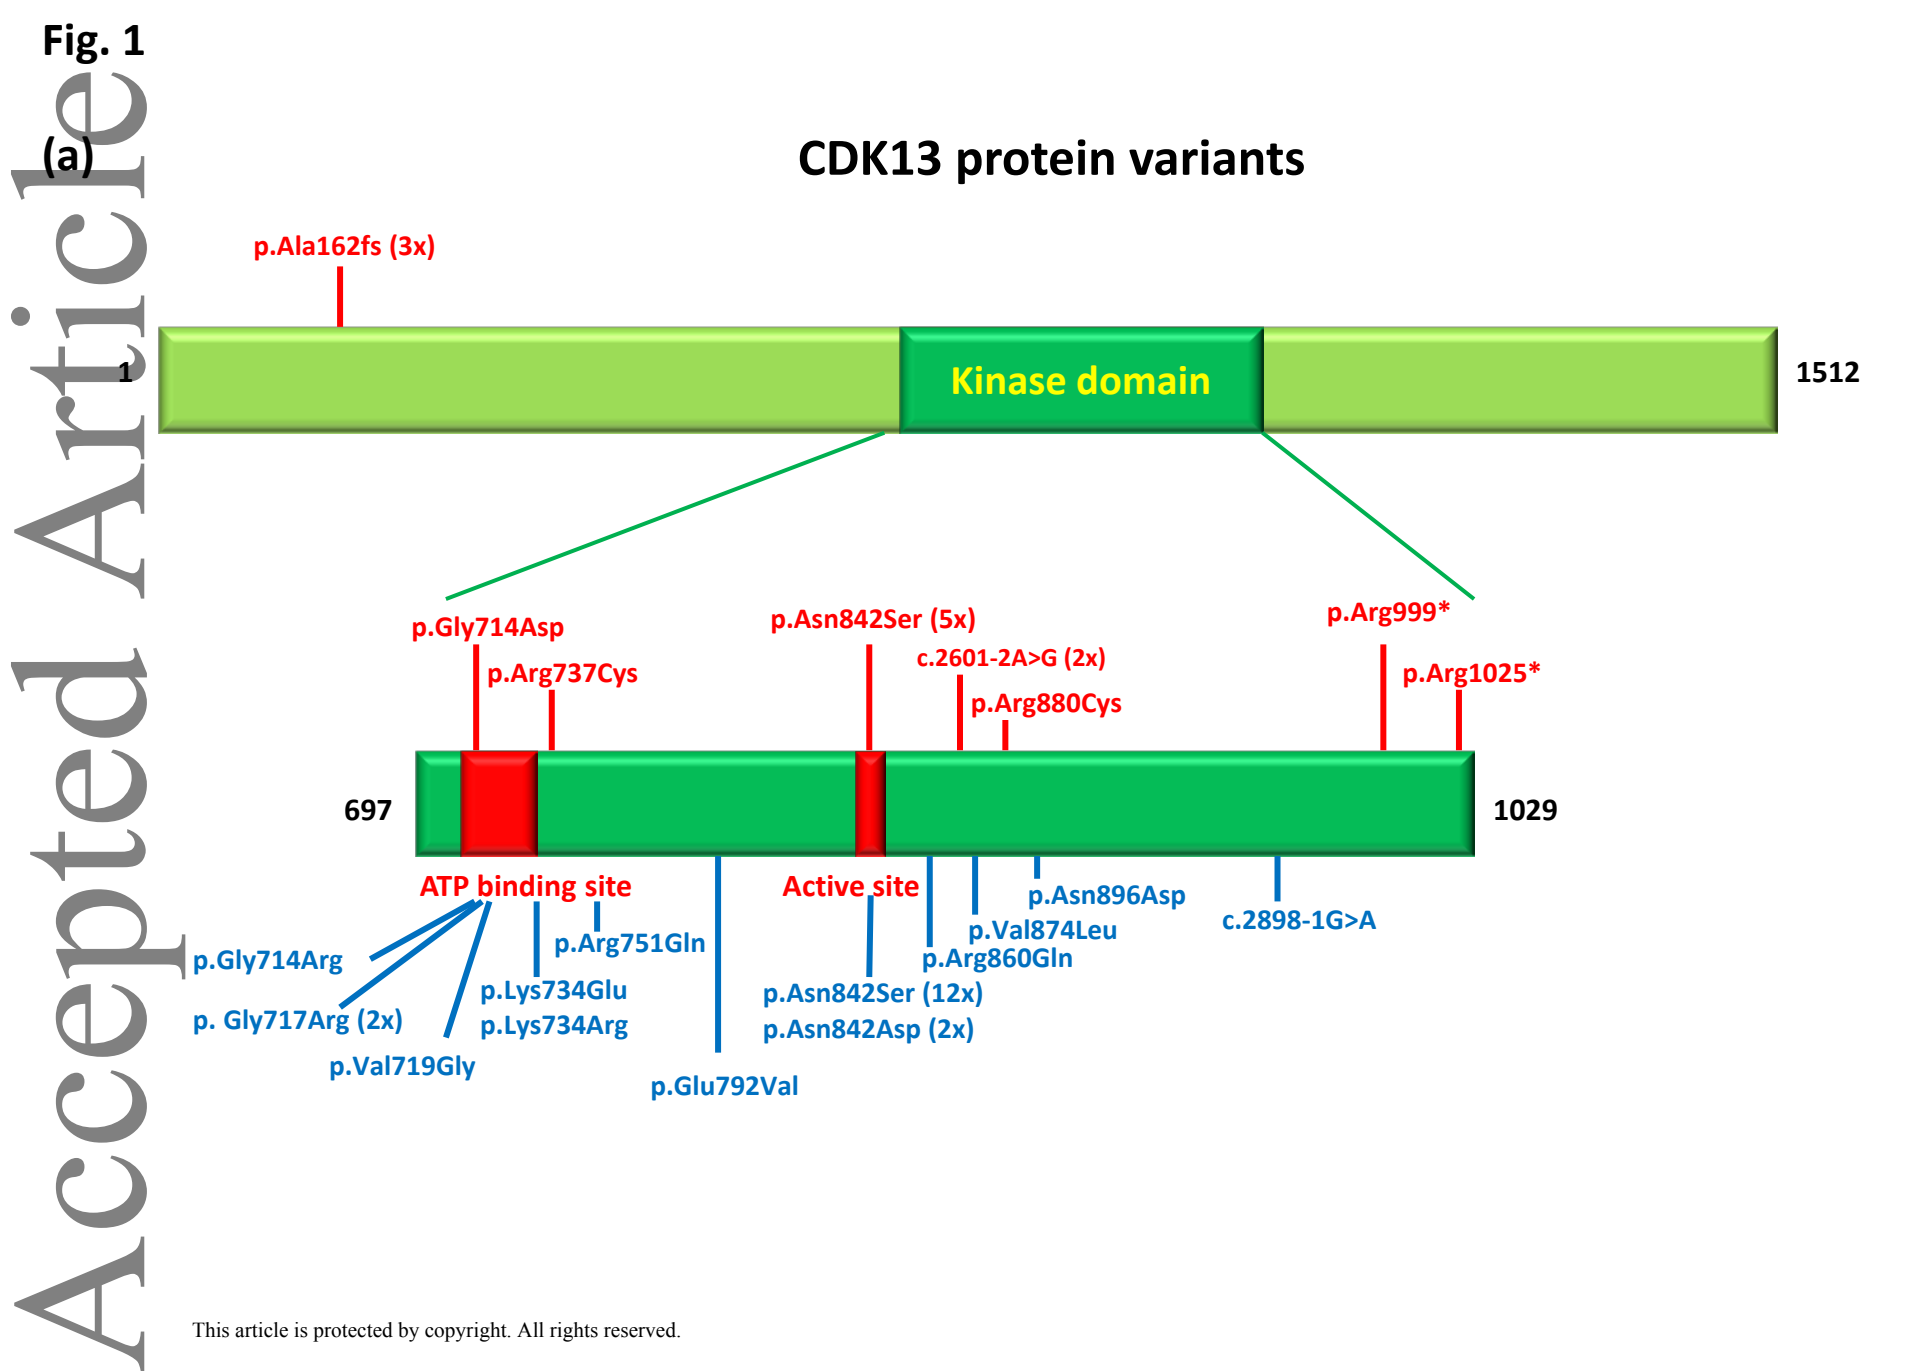 Fig. 1
Accepted Article
(a)
CDK13 protein variants
p.Ala162fs (3x)
1
Kinase domain
1512
p.Gly714Asp
p.Asn842Ser (5x)
p.Arg999*
c.2601-2A>G (2x)
p.Arg737Cys
p.Arg1025*
p.Arg880Cys
697
1029
ATP binding site
Active site
p.Asn896Asp
c.2898-1G>A
p.Val874Leu
p.Arg751Gln
p.Arg860Gln
p.Gly714Arg
p.Lys734Glu
p.Asn842Ser (12x)
p. Gly717Arg (2x)
p.Lys734Arg
p.Asn842Asp (2x)
p.Val719Gly
p.Glu792Val
This article is protected by copyright. All rights reserved.